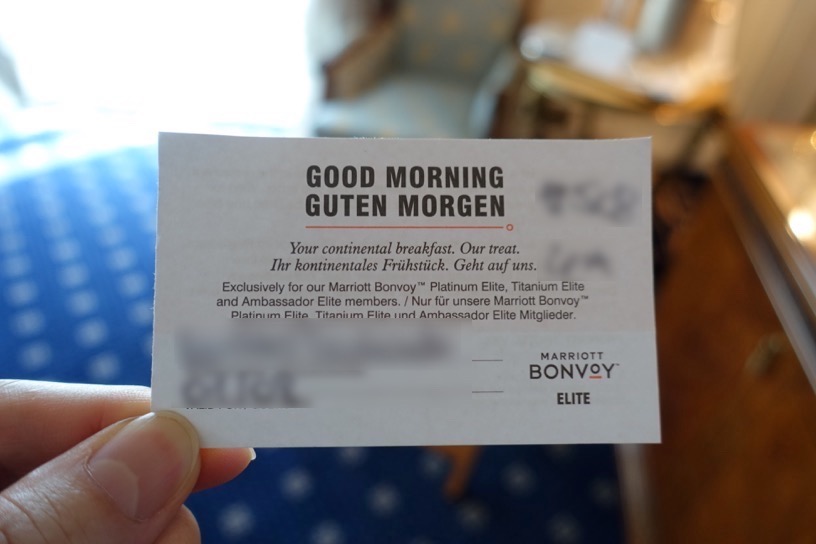 GOOD MORNING
GUTEN MORGEN
Your continental breakfast. Our treat.
Ihr kontinentales Frühstück. Geht auf uns.
Exclusively for our Marriott Bonvoy™ Platinum Elite, Titanium Elite
and Ambassador Elite members. / Nur für unsere Marriott Bonvoy™
Platinum Elite, Titanium Elite und Ambassador Elite Mitglieder.
MARRIOTT
BONVOY™
ELITE